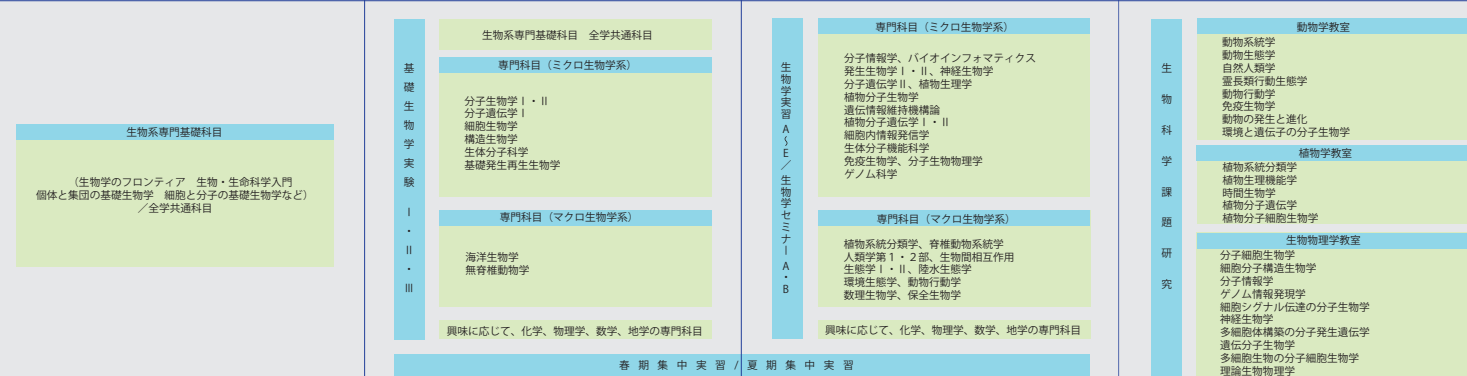 生物系専門基礎科目
(生物学のフロンティア 生物・生命科学入門
個体と集団の基礎生物学 細胞と分子の基礎生物学など)
/全学共通科目
基礎生物学実験 I・II・III
生物系専門基礎科目 全学共通科目
専門科目(ミクロ生物学系)
分子生物学 I・II
分子遺伝学 I
細胞生物学
構造生物学
生体分子科学
基礎発生再生生物学
専門科目(マクロ生物学系)
海洋生物学
無脊椎動物学
興味に応じて、化学、物理学、数学、地学の専門科目
生物学実習A〜E/生物学セミナーA・B
専門科目(ミクロ生物学系)
分子情報学、バイオインフォマティクス
発生生物学 I・II、神経生物学
分子遺伝学 II、植物生理学
植物分子生物学
遺伝情報維持機構論
植物分子遺伝学 I・II
細胞内情報発信学
生体分子機能科学
免疫生物学、分子生物物理学
ゲノム科学
専門科目(マクロ生物学系)
植物系統分類学、脊椎動物系統学
人類学第1・2部、生物間相互作用
生態学 I・II、陸水生態学
環境生態学、動物行動学
数理生物学、保全生物学
興味に応じて、化学、物理学、数学、地学の専門科目
春期集中実習/夏期集中実習
生物科学課題研究
動物学教室
動物系統学
動物生態学
自然人類学
霊長類行動生態学
動物行動学
免疫生物学
動物の発生と進化
環境と遺伝子の分子生物学
植物学教室
植物系統分類学
植物生理機能学
時間生物学
植物分子遺伝学
植物分子細胞生物学
生物物理学教室
分子細胞生物学
細胞分子構造生物学
分子情報学
ゲノム情報発現学
細胞シグナル伝達の分子生物学
神経生物学
多細胞体構築の分子発生遺伝学
遺伝分子生物学
多細胞生物の分子細胞生物学
理論生物物理学